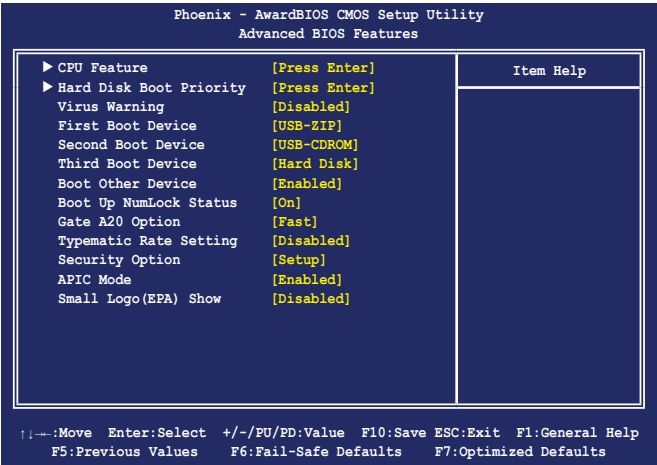 Phoenix - AwardBIOS CMOS Setup Utility
Advanced BIOS Features
▶ CPU Feature [Press Enter]
▶ Hard Disk Boot Priority [Press Enter]
Virus Warning [Disabled]
First Boot Device [USB-ZIP]
Second Boot Device [USB-CDROM]
Third Boot Device [Hard Disk]
Boot Other Device [Enabled]
Boot Up NumLock Status [On]
Gate A20 Option [Fast]
Typematic Rate Setting [Disabled]
Security Option [Setup]
APIC Mode [Enabled]
Small Logo(EPA) Show [Disabled]
Item Help
↑↓→←:Move Enter:Select +/-/PU/PD:Value F10:Save ESC:Exit F1:General Help
F5:Previous Values F6:Fail-Safe Defaults F7:Optimized Defaults